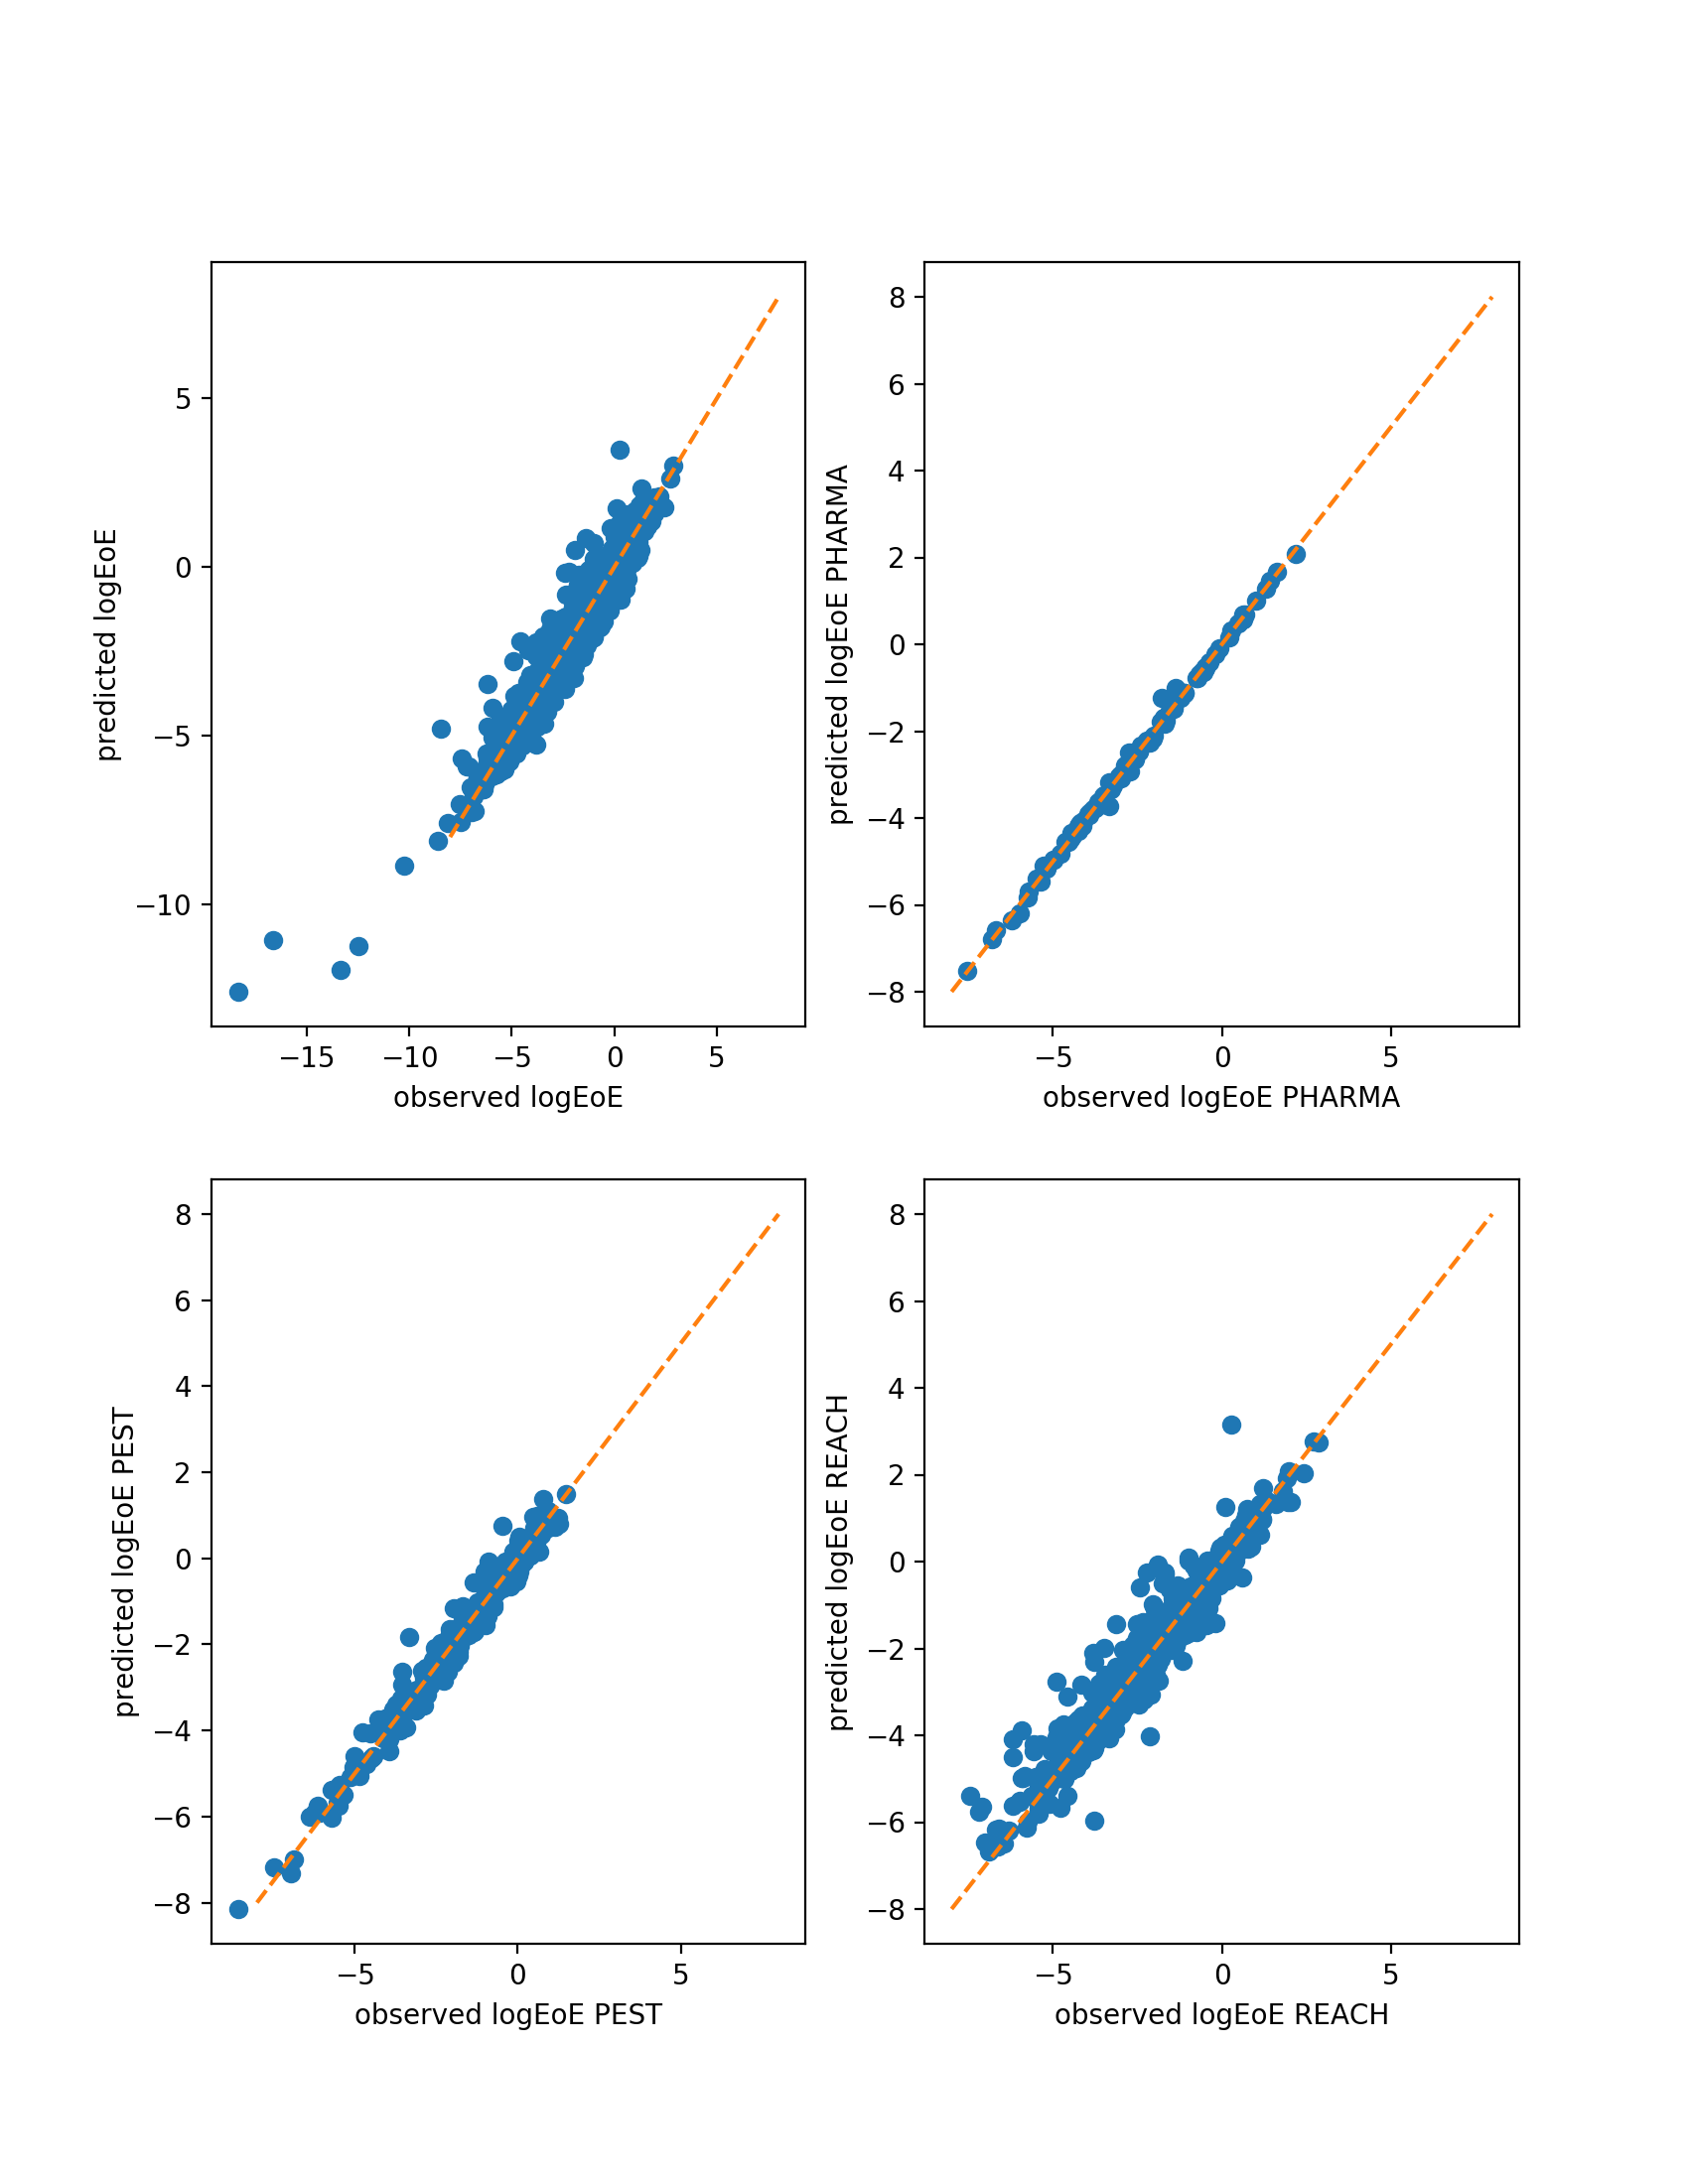 5
0
−5
−10
predicted logEoE
−15 −10 −5 0 5
observed logEoE
8
6
4
2
0
−2
−4
−6
−8
predicted logEoE PHARMA
−5 0 5
observed logEoE PHARMA
8
6
4
2
0
−2
−4
−6
−8
predicted logEoE PEST
−5 0 5
observed logEoE PEST
8
6
4
2
0
−2
−4
−6
−8
predicted logEoE REACH
−5 0 5
observed logEoE REACH